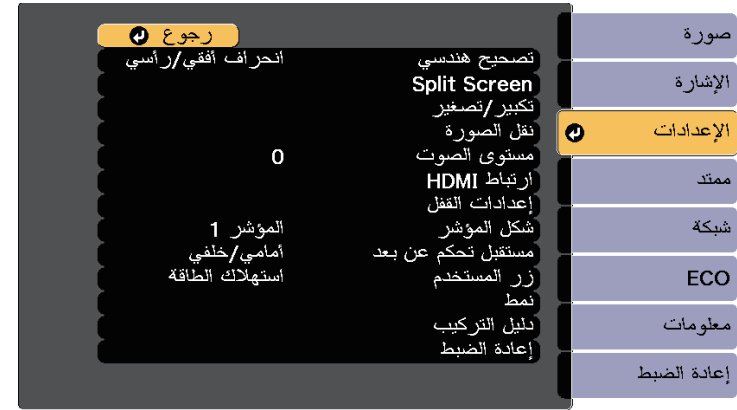 صورة
الإشارة
الإعدادات
ممتد
شبكة
ECO
معلومات
إعادة الضبط
رجوع
تصحيح هندسي انحراف أفقي/رأسي
Split Screen
تكبير/تصغير
نقل الصورة
مستوى الصوت 0
ارتباط HDMI
إعدادات القفل
شكل المؤشر المؤشر 1
مستقبل تحكم عن بعد أمامي/خلفي
زر المستخدم استهلاك الطاقة
نمط
دليل التركيب
إعادة الضبط